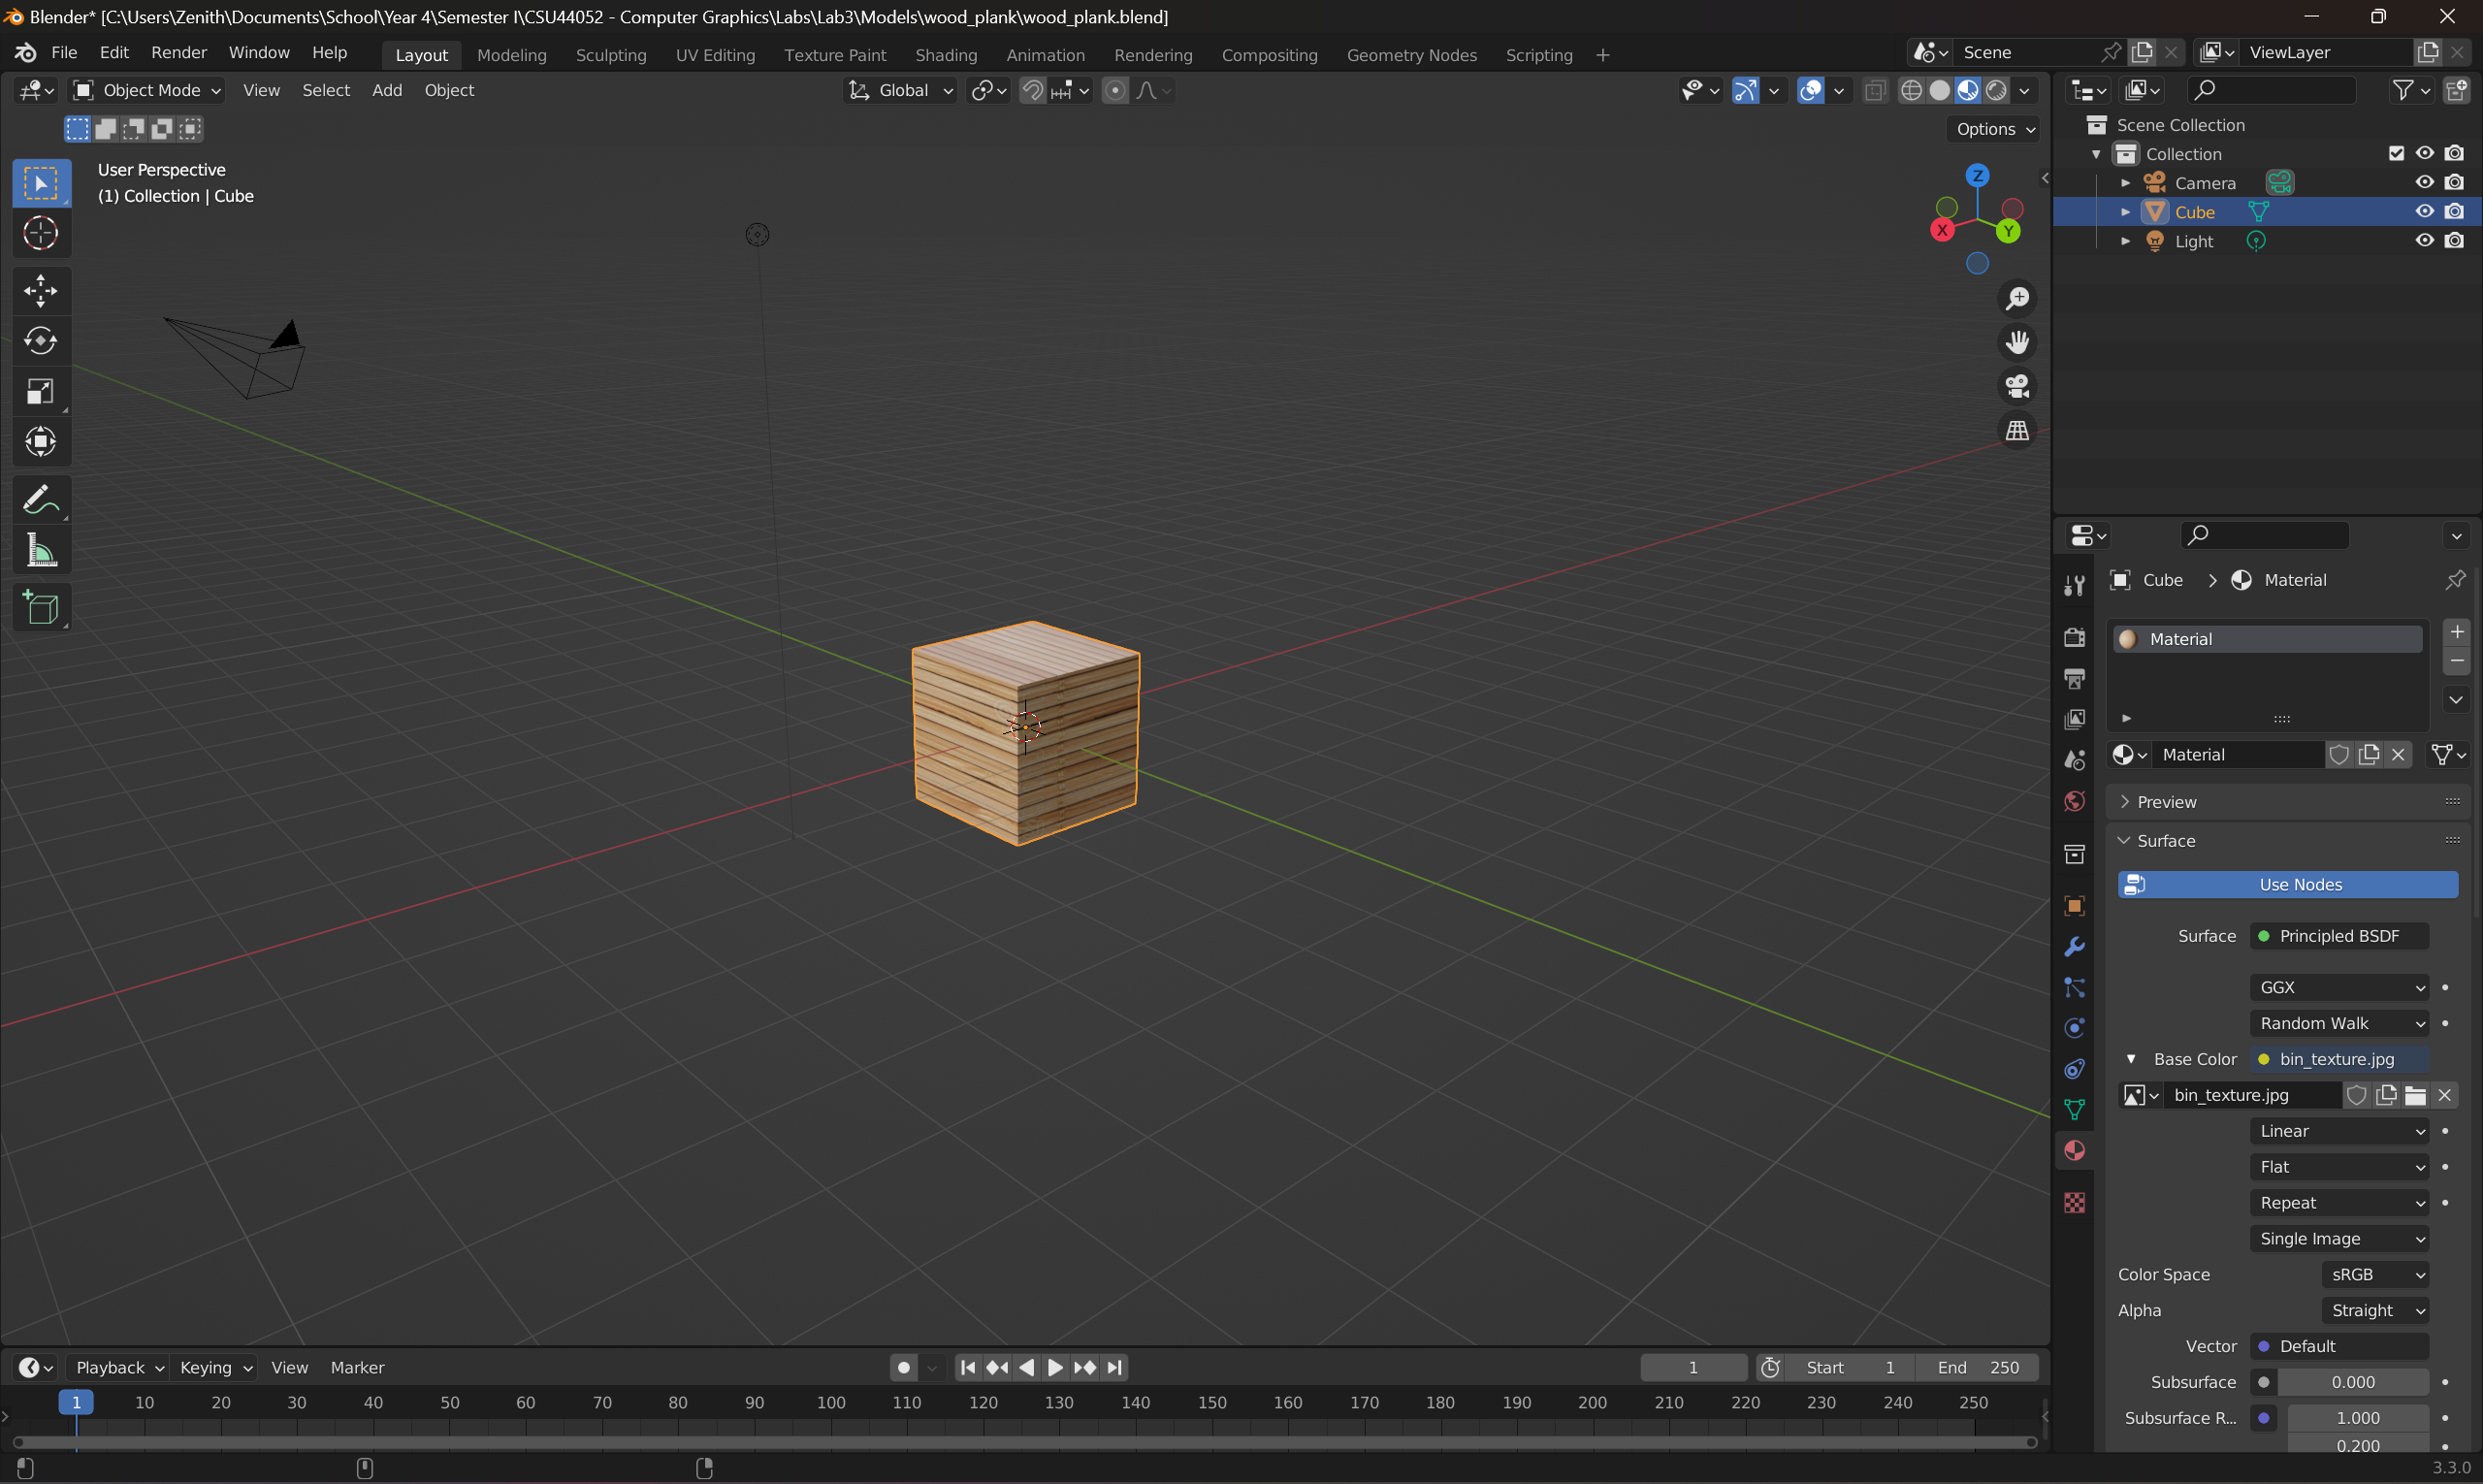 Blender* [C:\Users\Zenith\Documents\School\Year 4\Semester I\CSU44052 - Computer Graphics\Labs\Lab3\Models\wood_plank\wood_plank.blend]
File Edit Render Window Help Layout Modeling Sculpting UV Editing Texture Paint Shading Animation Rendering Compositing Geometry Nodes Scripting + Scene ViewLayer
Object Mode View Select Add Object Global
Options
User Perspective
(1) Collection | Cube
Z
X
Y
Scene Collection
Collection
Camera
Cube
Light
Cube > Material
Material
Material
Preview
Surface
Use Nodes
Surface Principled BSDF
GGX
Random Walk
Base Color bin_texture.jpg
bin_texture.jpg
Linear
Flat
Repeat
Single Image
Color Space sRGB
Alpha Straight
Vector Default
Subsurface 0.000
Subsurface R... 1.000
0.200
Playback Keying View Marker 1 Start 1 End 250
1 10 20 30 40 50 60 70 80 90 100 110 120 130 140 150 160 170 180 190 200 210 220 230 240 250
3.3.0